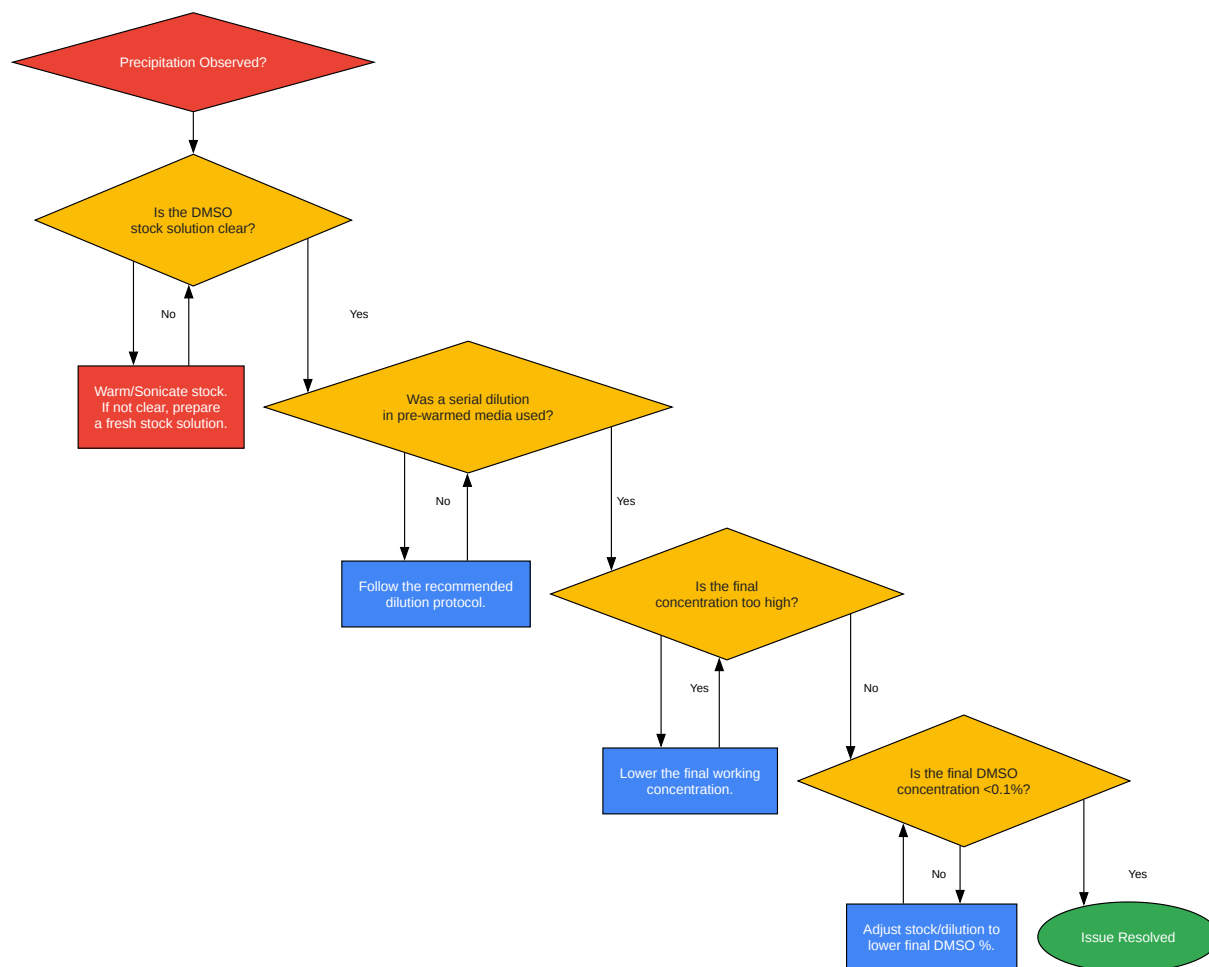 Precipitation Observed?
Is the DMSO
stock solution clear?
No
Yes
Warm/Sonicate stock.
If not clear, prepare
a fresh stock solution.
Was a serial dilution
in pre-warmed media used?
No
Yes
Follow the recommended
dilution protocol.
Is the final
concentration too high?
Yes
No
Lower the final working
concentration.
Is the final DMSO
concentration <0.1%?
No
Yes
Adjust stock/dilution to
lower final DMSO %.
Issue Resolved